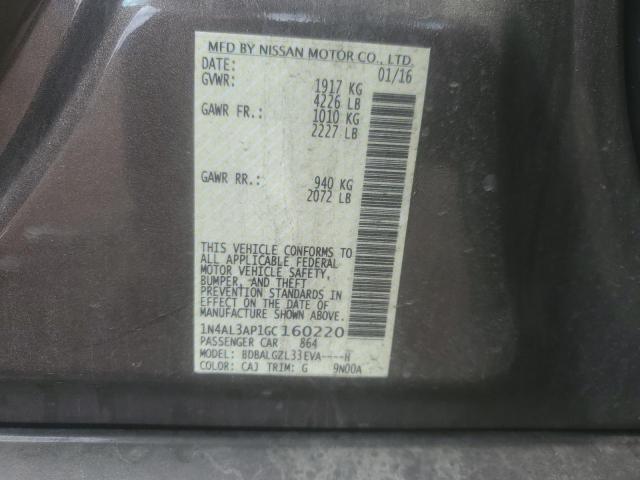 MFD BY NISSAN MOTOR CO., LTD.
DATE: 01/16
GVWR: 1917 KG
4226 LB
GAWR FR.: 1010 KG
2227 LB
GAWR RR.: 940 KG
2072 LB
THIS VEHICLE CONFORMS TO
ALL APPLICABLE FEDERAL
MOTOR VEHICLE SAFETY,
BUMPER, AND THEFT
PREVENTION STANDARDS IN
EFFECT ON THE DATE OF
MANUFACTURE SHOWN ABOVE.
1N4AL3AP1GC160220
PASSENGER CAR 864
MODEL: BDBALGZL33EVA----H
COLOR: CAJ TRIM: G 9N00A